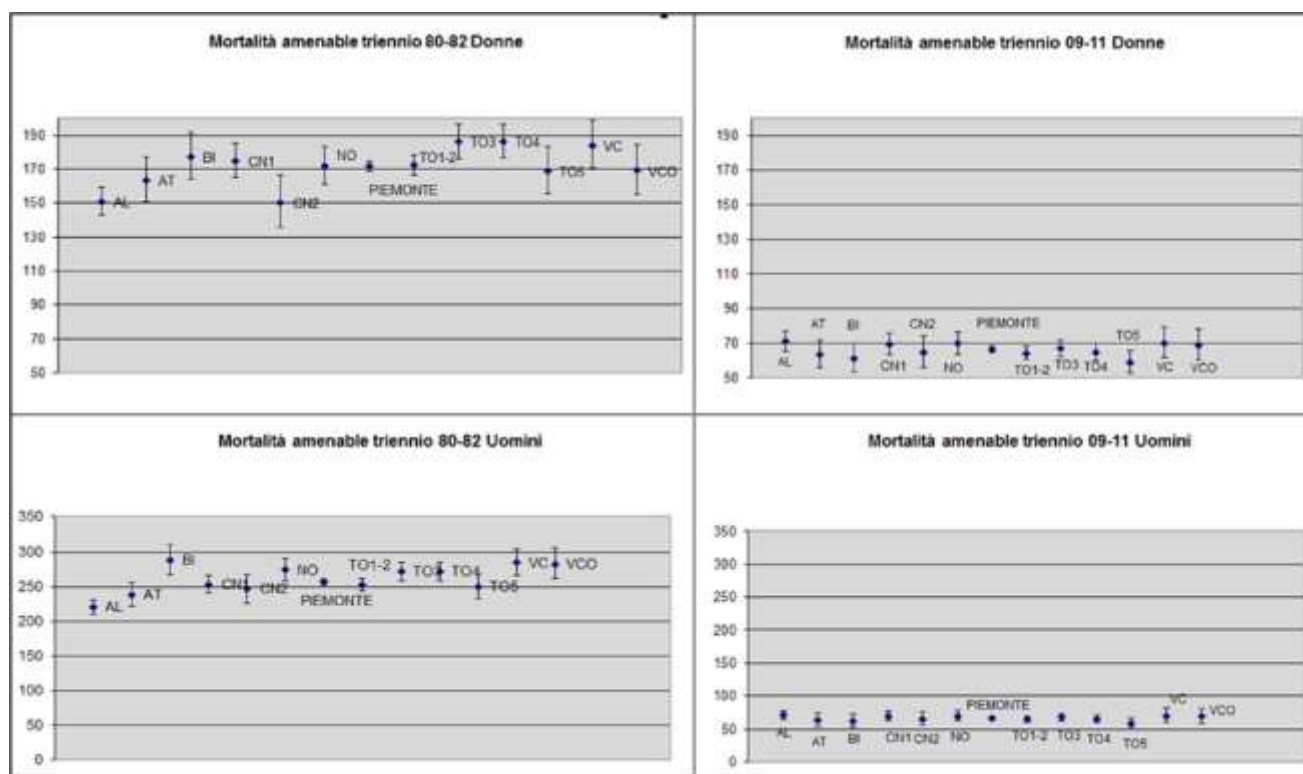 Mortalità amenable triennio 80-82 Donne
190
170
150
130
110
90
70
50
AL
AT
BI
CN1
CN2
NO
PIEMONTE
TO1-2
TO3
TO4
TO5
VC
VCO
Mortalità amenable triennio 09-11 Donne
190
170
150
130
110
90
70
50
AL
AT
BI
CN1
CN2
NO
PIEMONTE
TO1-2
TO3
TO4
TO5
VC
VCO
Mortalità amenable triennio 80-82 Uomini
350
300
250
200
150
100
50
0
AL
AT
BI
CN1
CN2
NO
PIEMONTE
TO1-2
TO3
TO4
TO5
VC
VCO
Mortalità amenable triennio 09-11 Uomini
350
300
250
200
150
100
50
0
AL
AT
BI
CN1
CN2
NO
PIEMONTE
TO1-2
TO3
TO4
TO5
VC
VCO